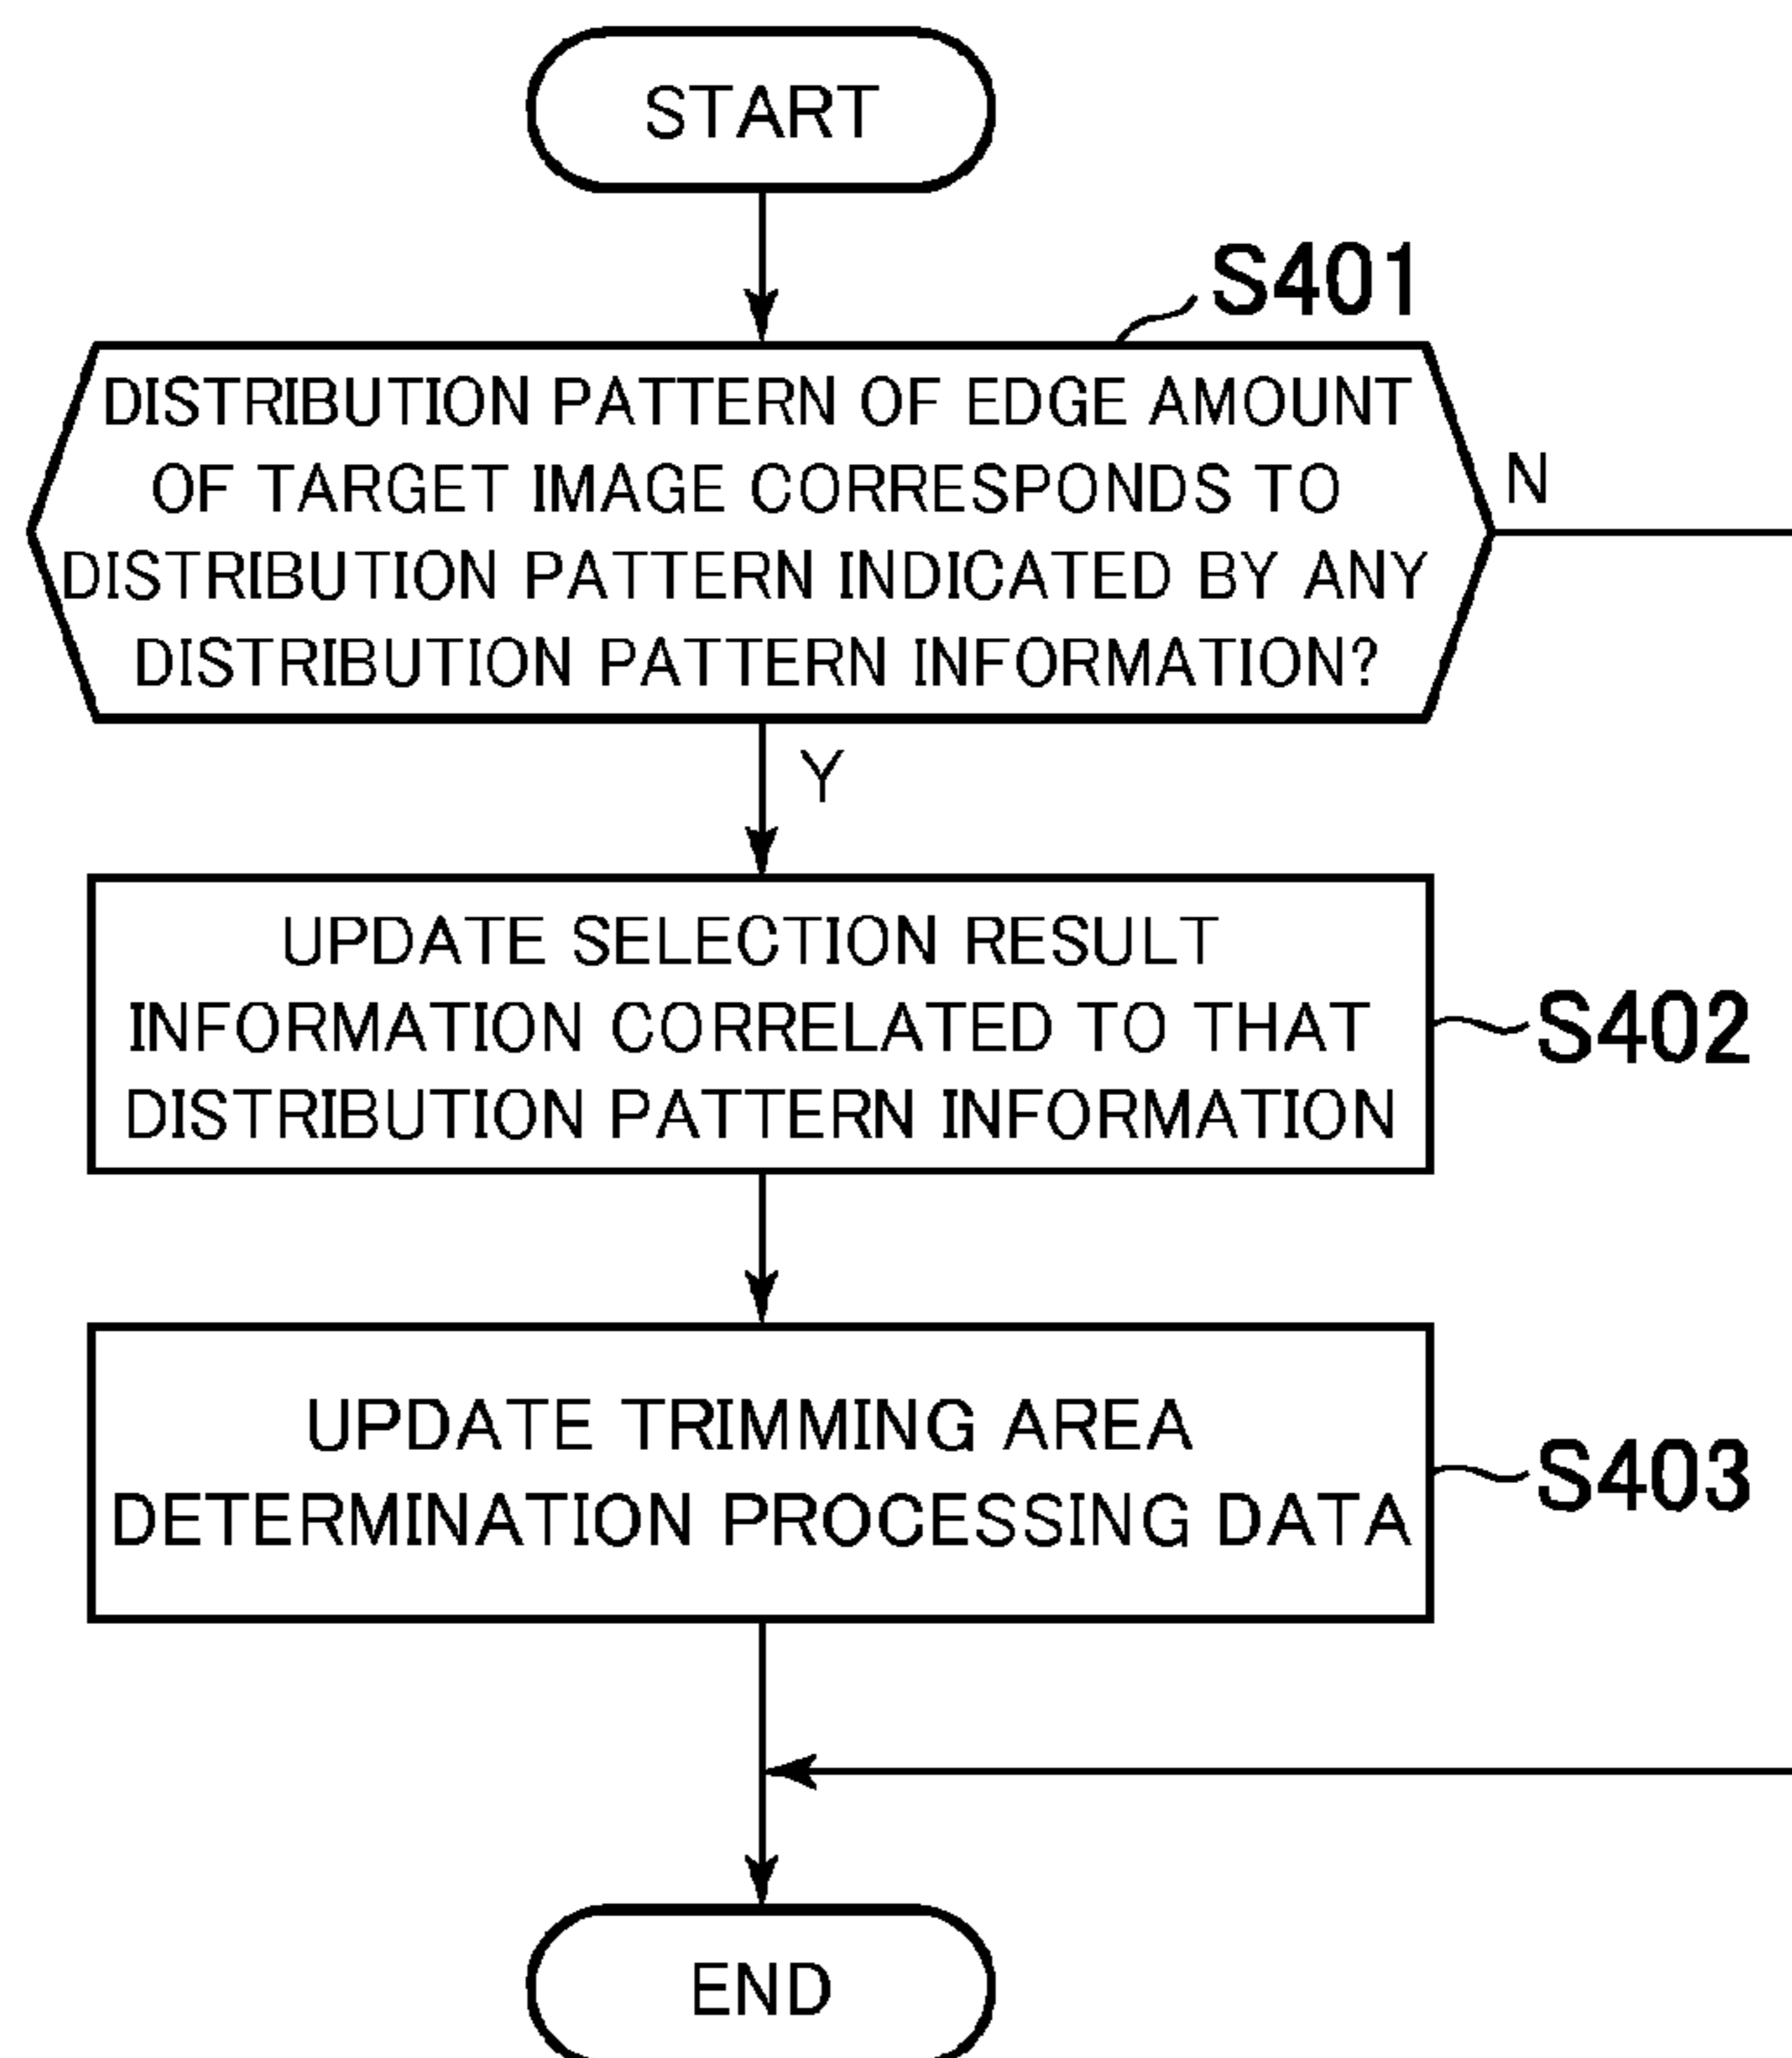 START
S401
DISTRIBUTION PATTERN OF EDGE AMOUNT
OF TARGET IMAGE CORRESPONDS TO
DISTRIBUTION PATTERN INDICATED BY ANY
DISTRIBUTION PATTERN INFORMATION?
N
Y
UPDATE SELECTION RESULT
INFORMATION CORRELATED TO THAT
DISTRIBUTION PATTERN INFORMATION
S402
UPDATE TRIMMING AREA
DETERMINATION PROCESSING DATA
S403
END